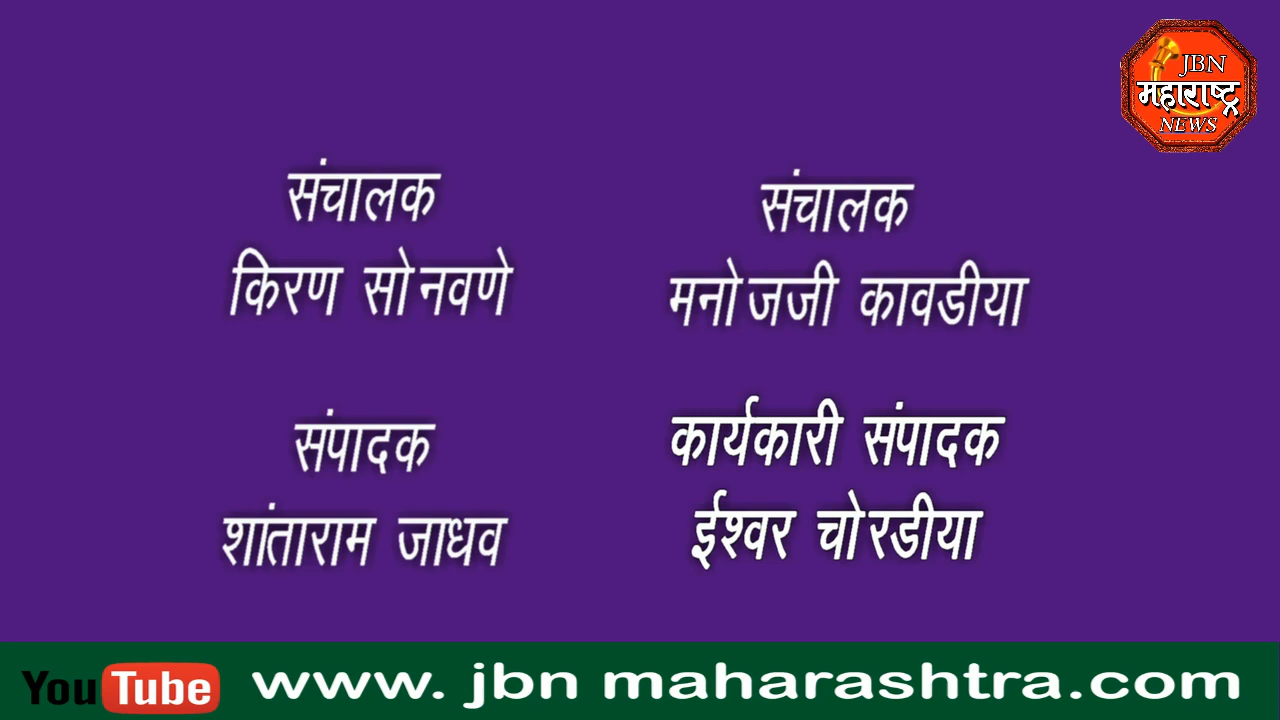 JBN
महाराष्ट्र
NEWS
संचालक
किरण सोनवणे
संचालक
मनोजजी कावडीया
संपादक
शांताराम जाधव
कार्यकारी संपादक
ईश्वर चोरडीया
YouTube
www. jbn maharashtra.com